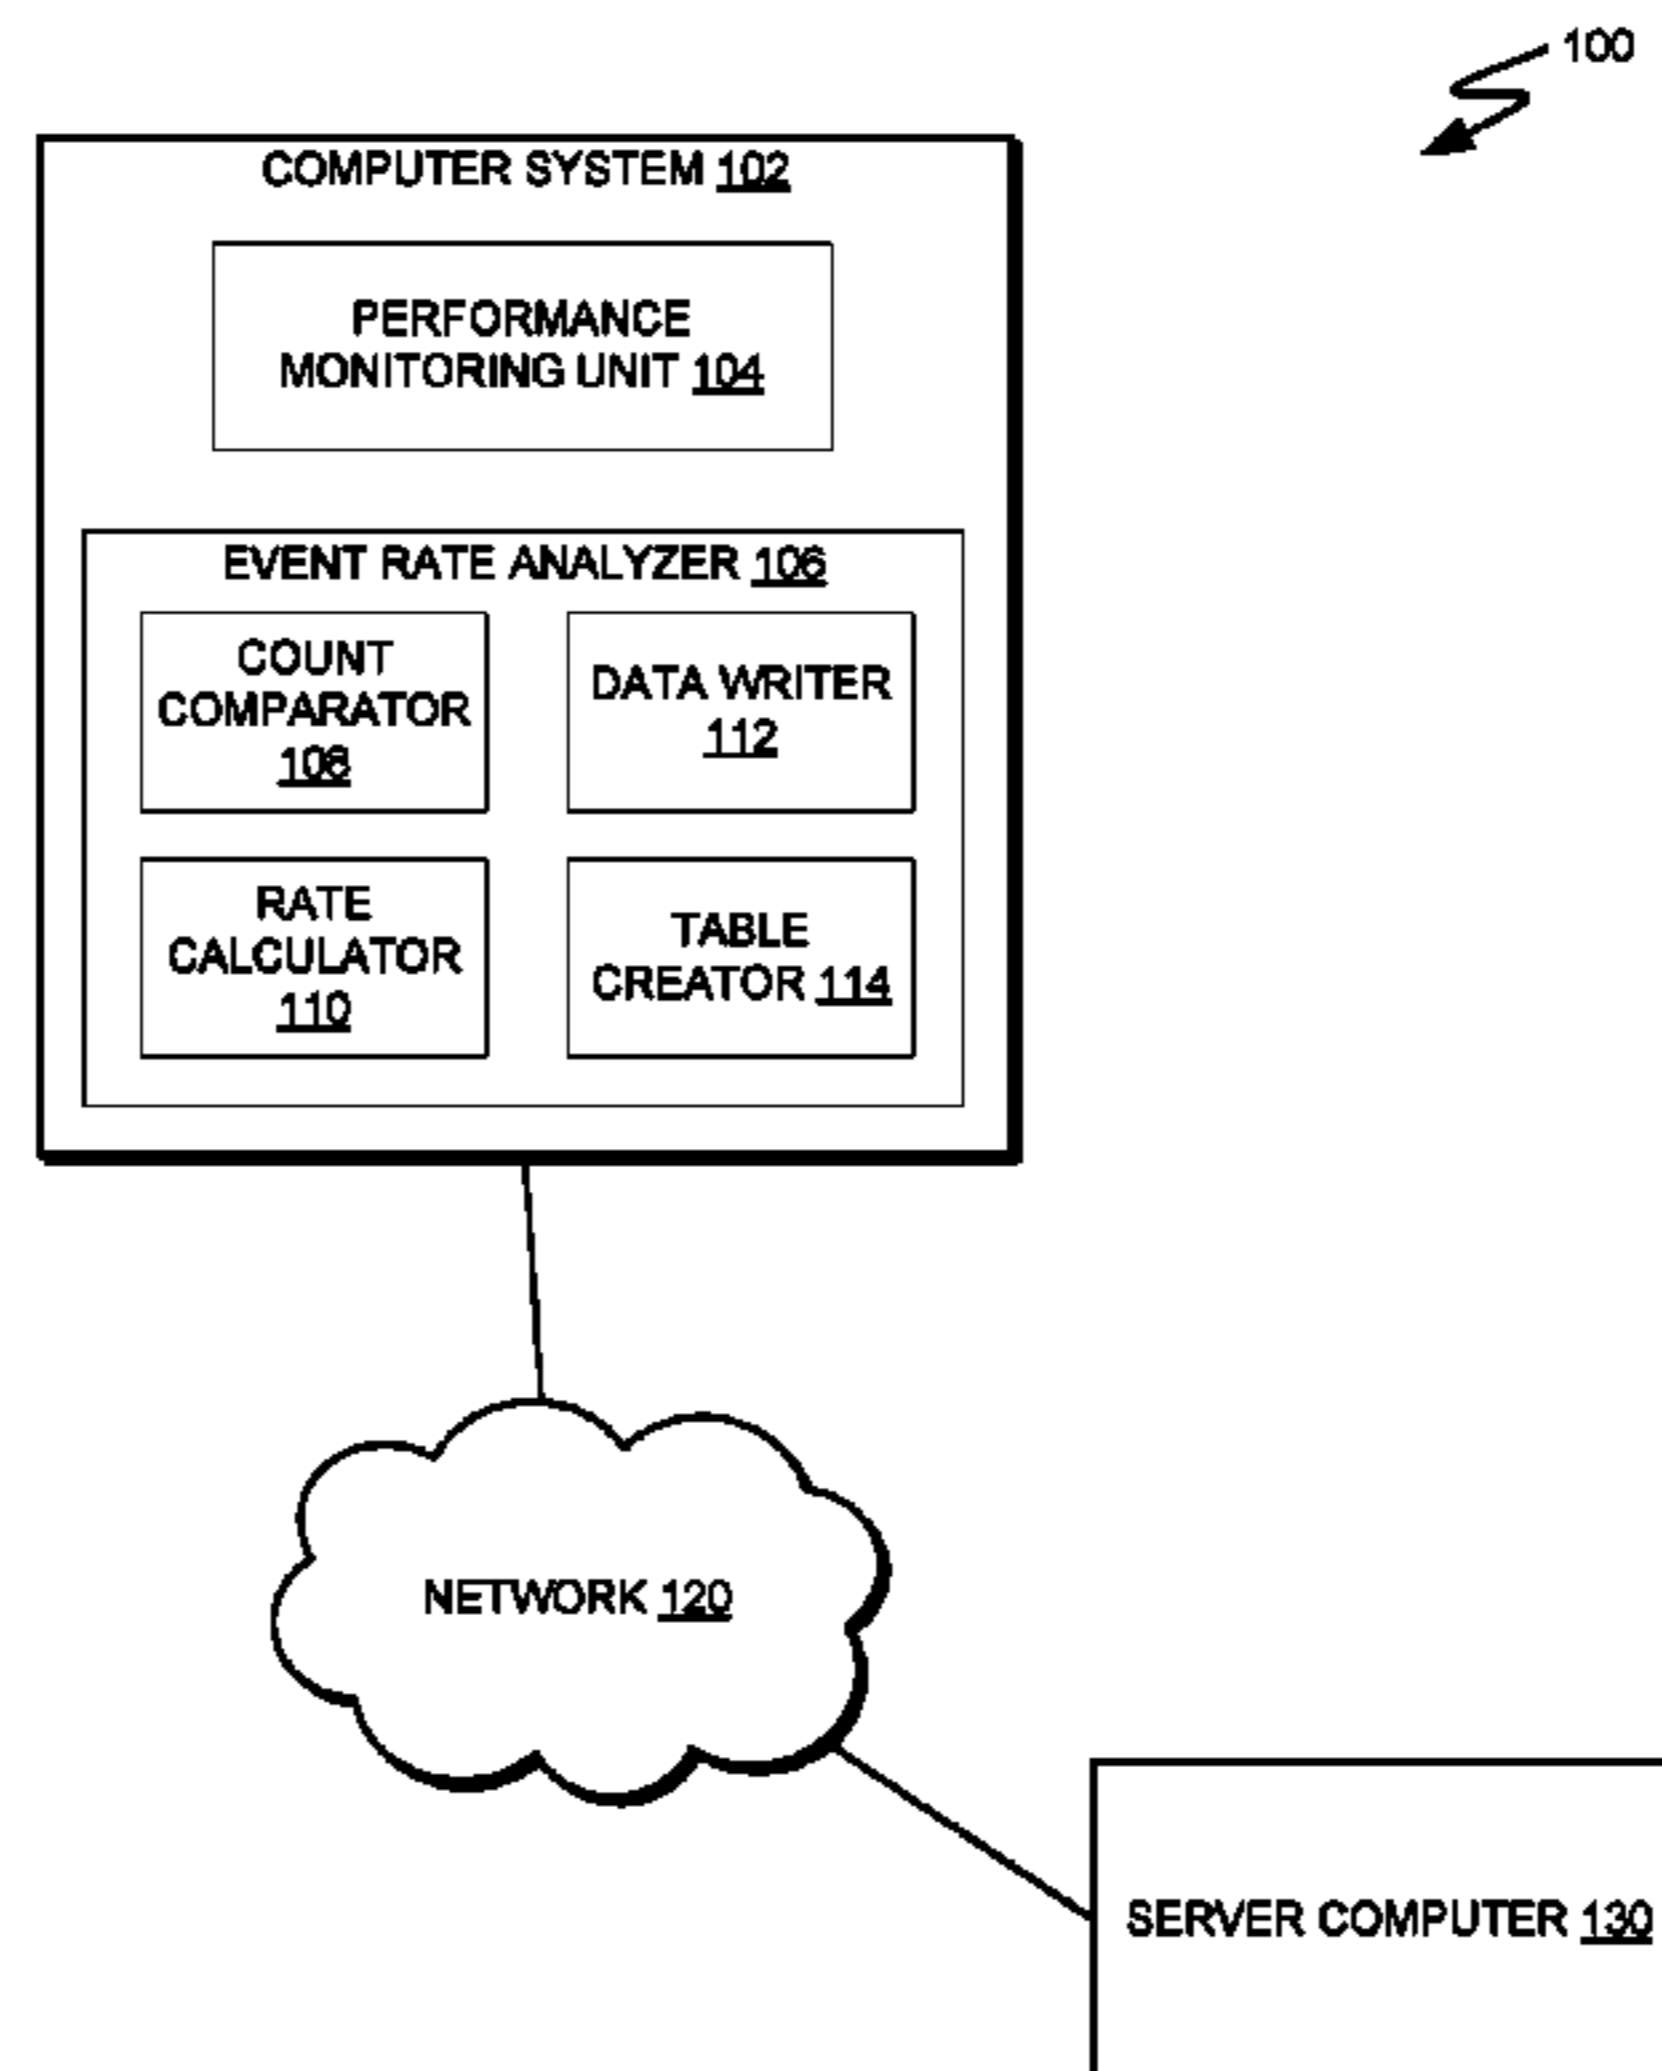 100
COMPUTER SYSTEM 102
PERFORMANCE
MONITORING UNIT 104
EVENT RATE ANALYZER 106
COUNT
COMPARATOR
108
DATA WRITER
112
RATE
CALCULATOR
110
TABLE
CREATOR 114
NETWORK 120
SERVER COMPUTER 130